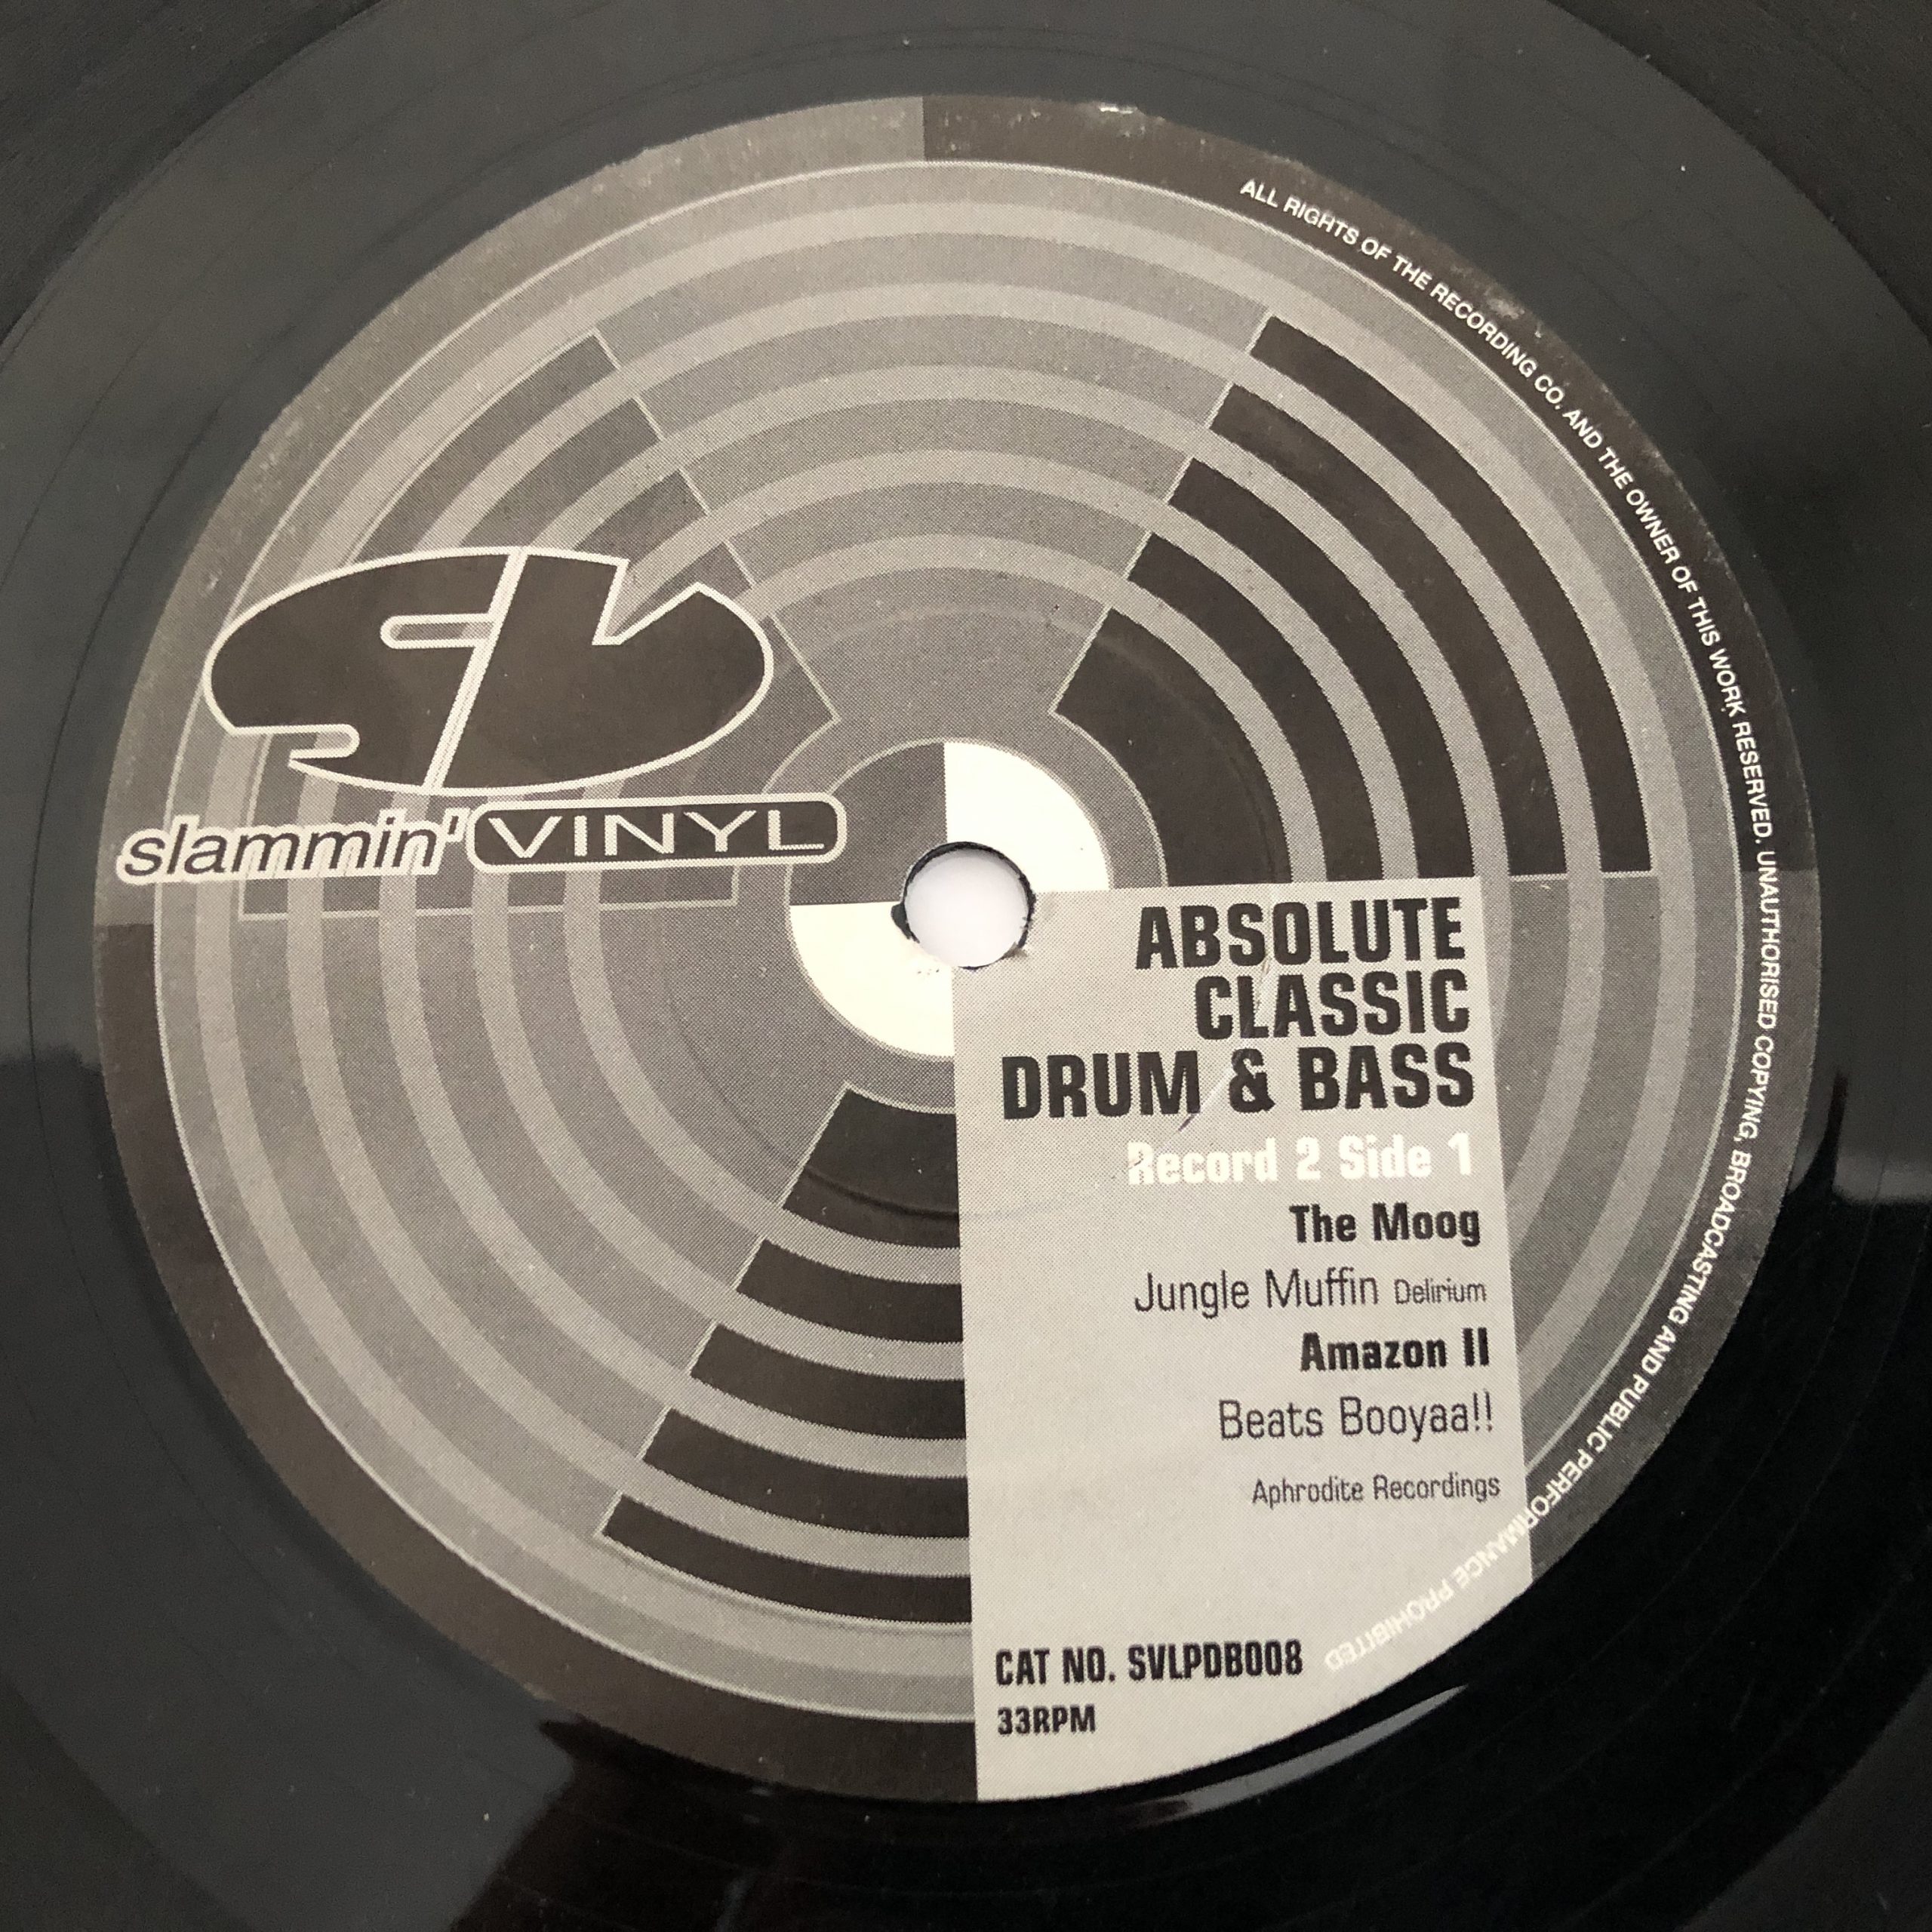 SV
slammin' VINYL
ALL RIGHTS OF THE RECORDING CO. AND THE OWNER OF THIS WORK RESERVED. UNAUTHORISED COPYING, BROADCASTING AND PUBLIC PERFORMANCE PROHIBITED
ABSOLUTE
CLASSIC
DRUM & BASS
Record 2 Side 1
The Moog
Jungle Muffin Delirium
Amazon II
Beats Booyaa!!
Aphrodite Recordings
CAT NO. SVLPDB008
33RPM